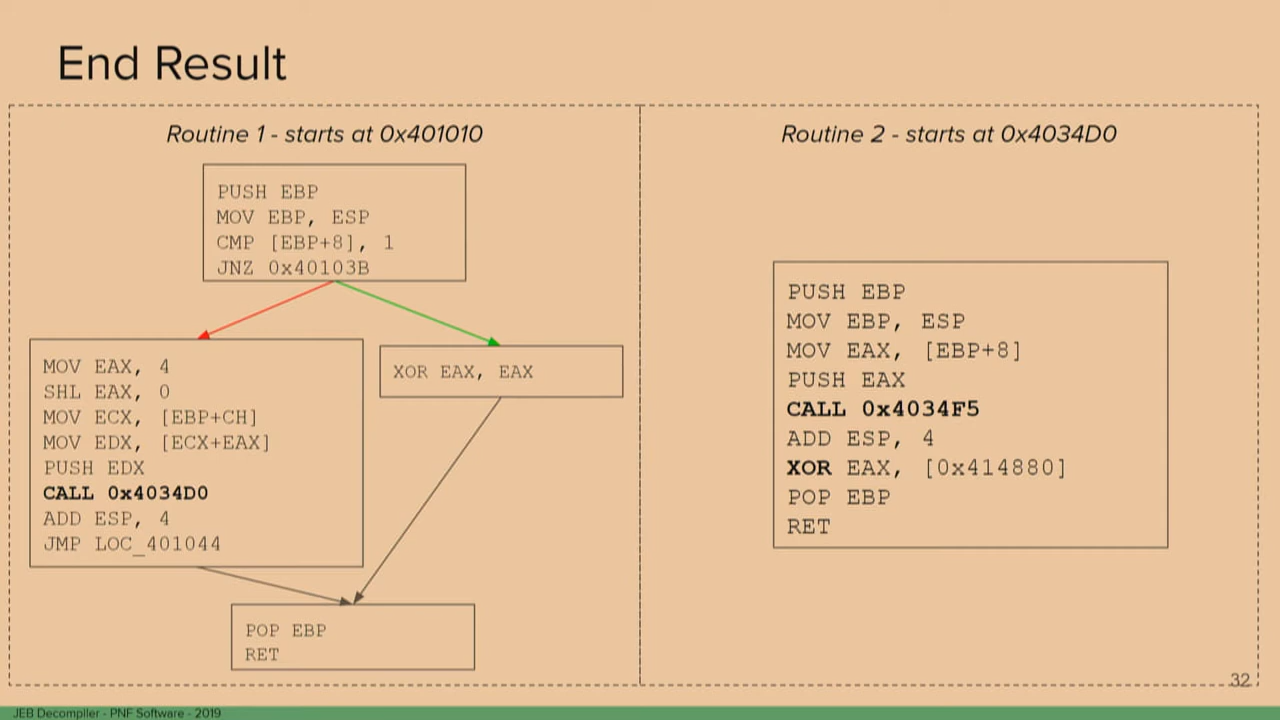 End Result
Routine 1 - starts at 0x401010
PUSH EBP
MOV EBP, ESP
CMP [EBP+8], 1
JNZ 0x40103B
MOV EAX, 4
SHL EAX, 0
MOV ECX, [EBP+CH]
MOV EDX, [ECX+EAX]
PUSH EDX
CALL 0x4034D0
ADD ESP, 4
JMP LOC_401044
XOR EAX, EAX
POP EBP
RET
Routine 2 - starts at 0x4034D0
PUSH EBP
MOV EBP, ESP
MOV EAX, [EBP+8]
PUSH EAX
CALL 0x4034F5
ADD ESP, 4
XOR EAX, [0x414880]
POP EBP
RET
32
JEB Decompiler - PNF Software - 2019